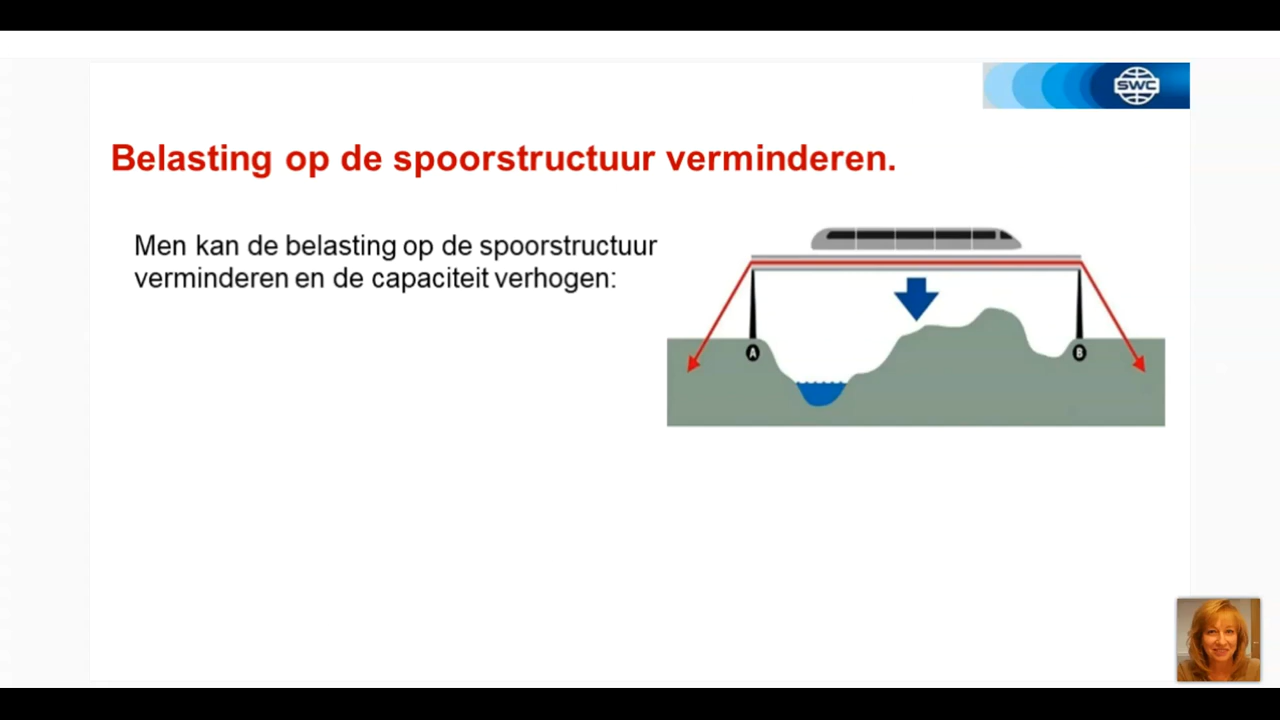 SWC
Belasting op de spoorstructuur verminderen.
Men kan de belasting op de spoorstructuur
verminderen en de capaciteit verhogen:
A
B